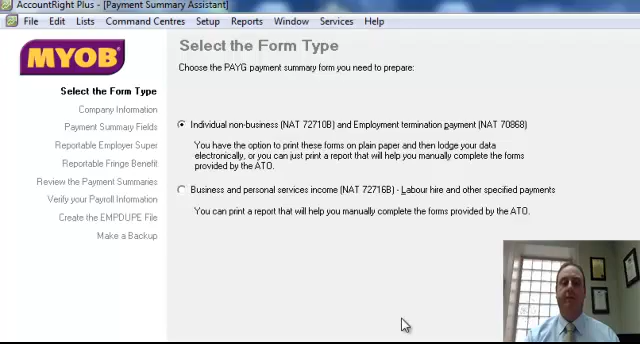 AccountRight Plus - [Payment Summary Assistant]
File Edit Lists Command Centres Setup Reports Window Services Help
MYOB
Select the Form Type
Company Information
Payment Summary Fields
Reportable Employer Super
Reportable Fringe Benefit
Review the Payment Summaries
Verify your Payroll Information
Create the EMPDUPE File
Make a Backup
Select the Form Type
Choose the PAYG payment summary form you need to prepare:
Individual non-business (NAT 72710B) and Employment termination payment (NAT 70868)
You have the option to print these forms on plain paper and then lodge your data
electronically, or you can just print a report that will help you manually complete the forms
provided by the ATO.
Business and personal services income (NAT 72716B) - Labour hire and other specified payments
You can print a report that will help you manually complete the forms provided by the ATO.